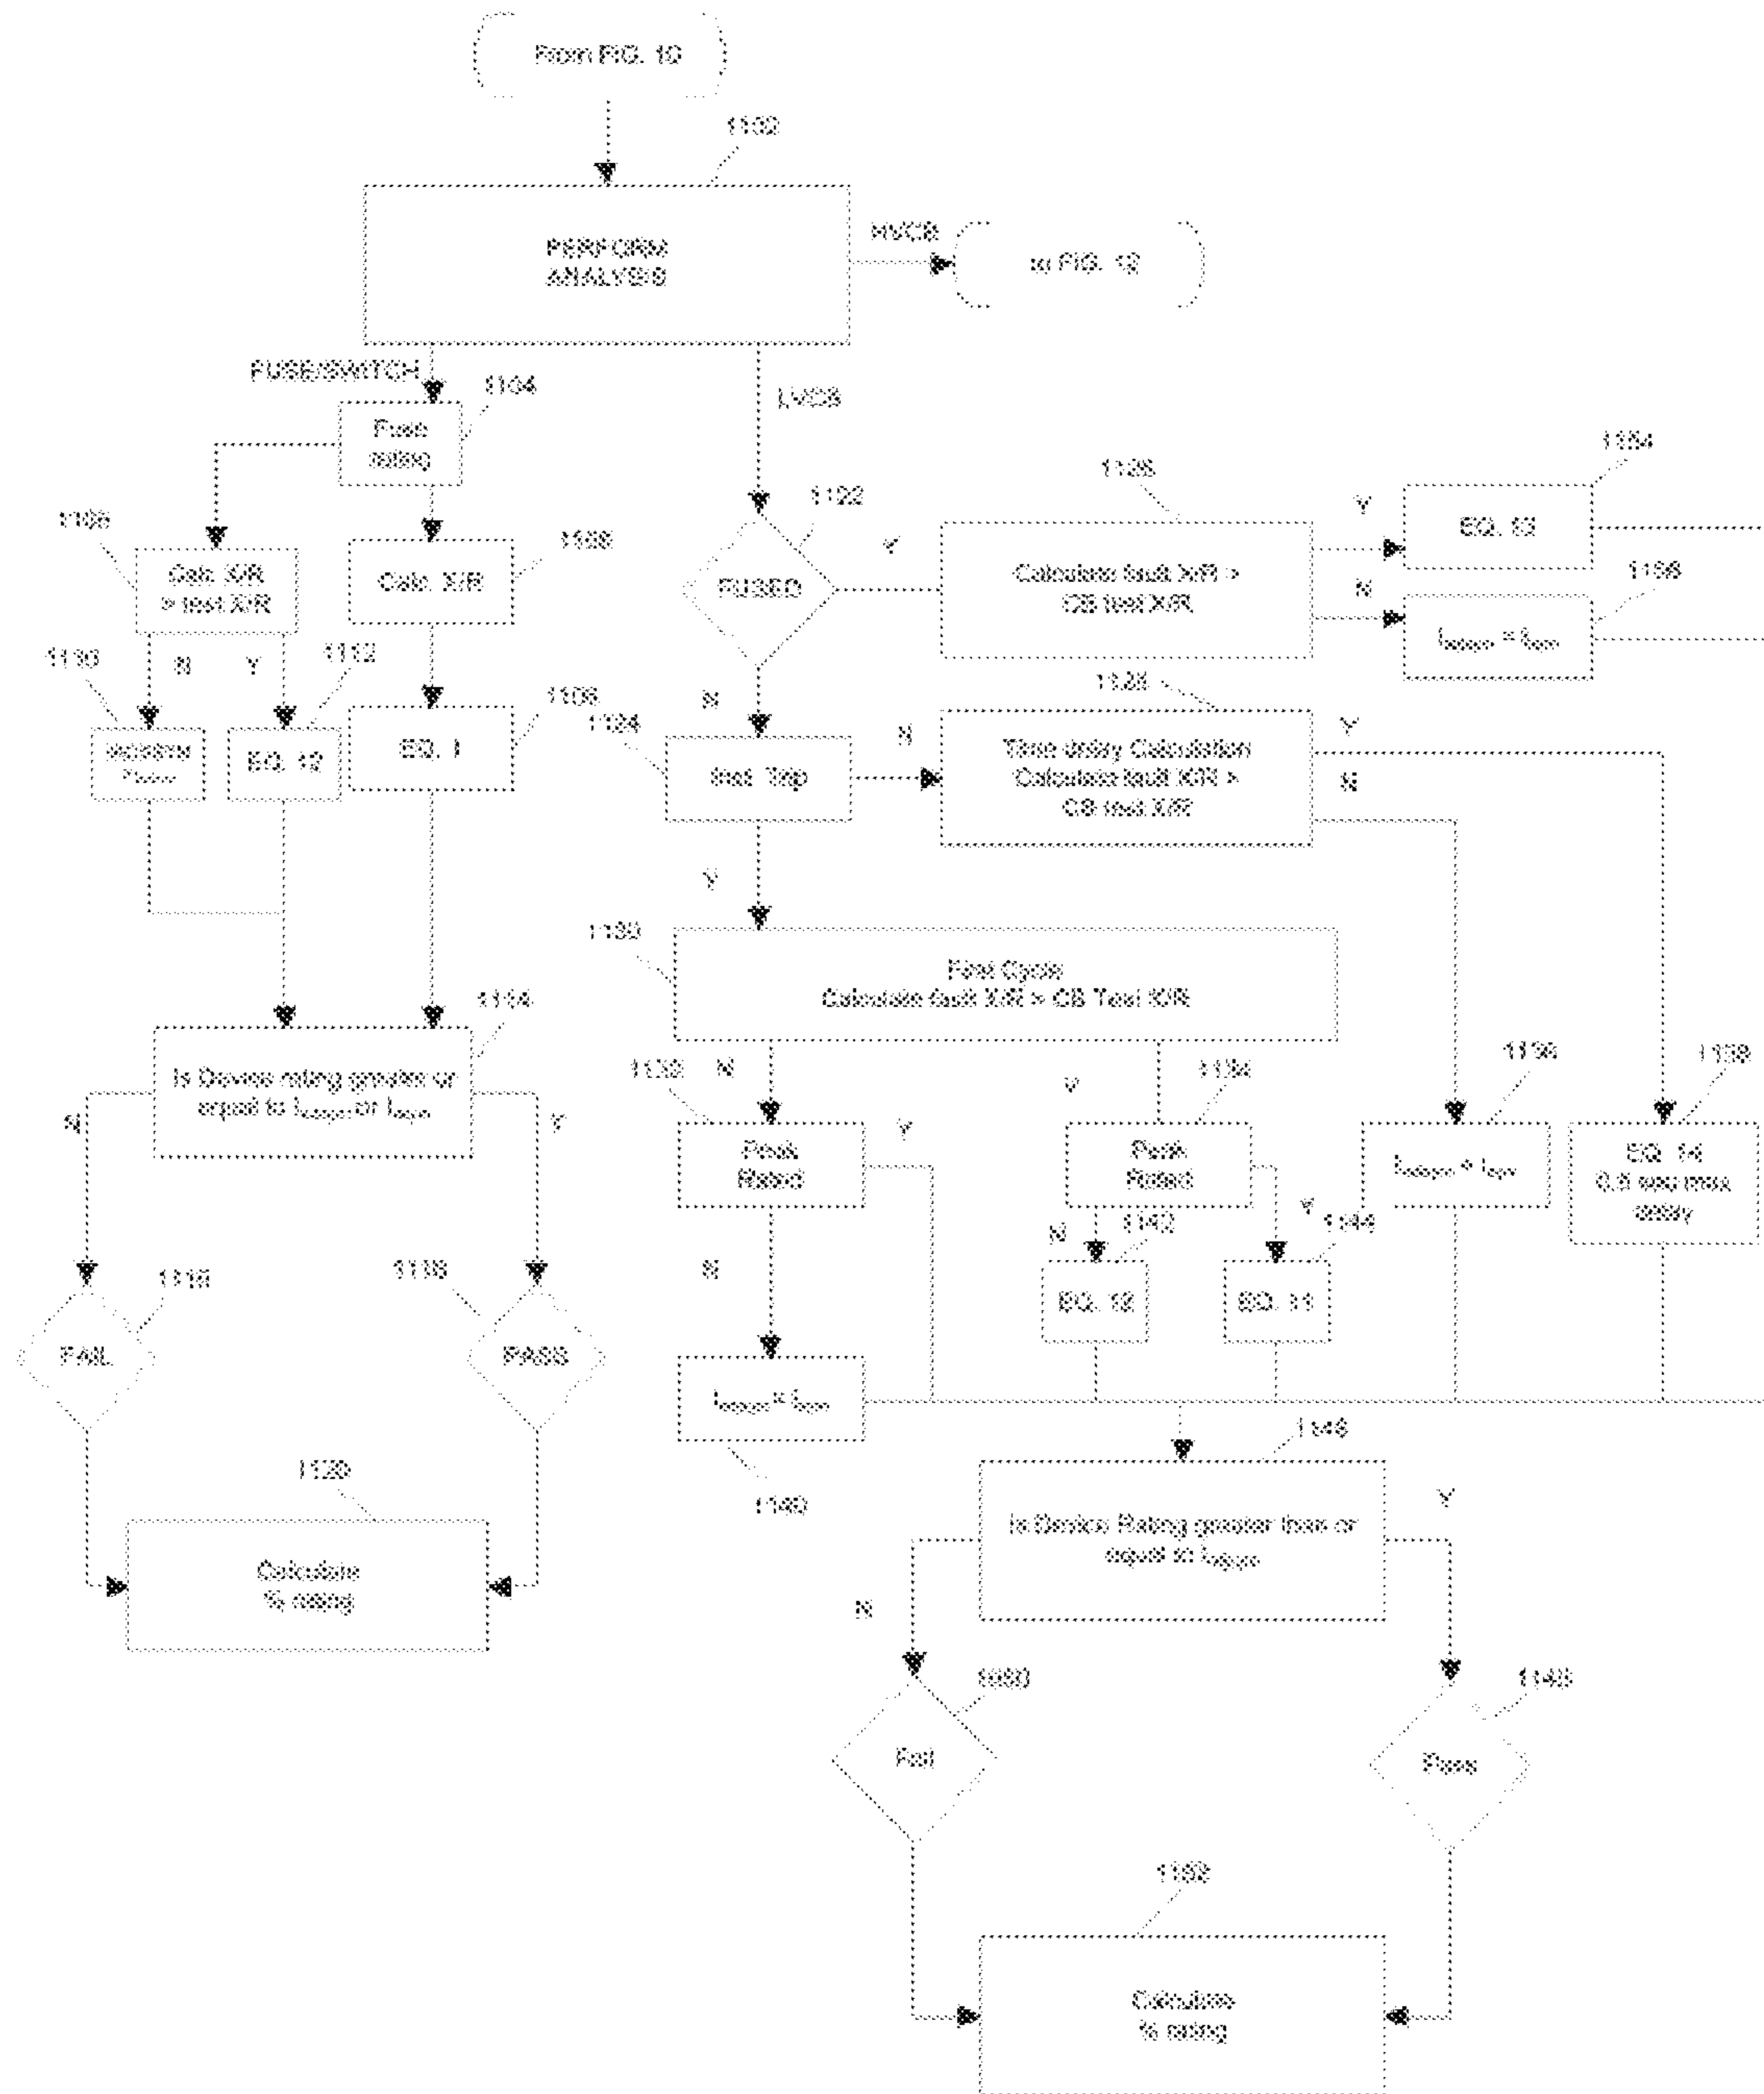 From FIG. 10
1102
PERFORM
ANALYSIS
HVCB
to FIG. 12
FUSE/SWITCH
1104
LVCB
Fuse
rating
1154
1126
1122
Y
EQ. 13
Calc. X/R
> test X/R
1108
Calc. X/R
FUSED
Y
Calculate fault X/R >
CB test X/R
1156
N
1110
N
Y
1112
N
1106
1124
EQ. 12
EQ. 1
Inst. Trip
N
Time delay Calculation
Calculate fault X/R >
CB test X/R
Y
N
Y
1130
First Cycle
Calculate fault X/R > CB Test X/R
1114
Is Device rating greater or
equal to
N
Y
1132
N
Y
1134
1136
1138
Peak
Rated
Y
Peak
Rated
EQ. 14
0.5 sec max
delay
1116
1118
N
N
1142
Y
1144
EQ. 12
EQ. 11
FAIL
PASS
1146
1120
1140
Calculate
% rating
Is Device Rating greater than or
equal to
Y
N
1148
Fail
Pass
1152
Calculate
% rating